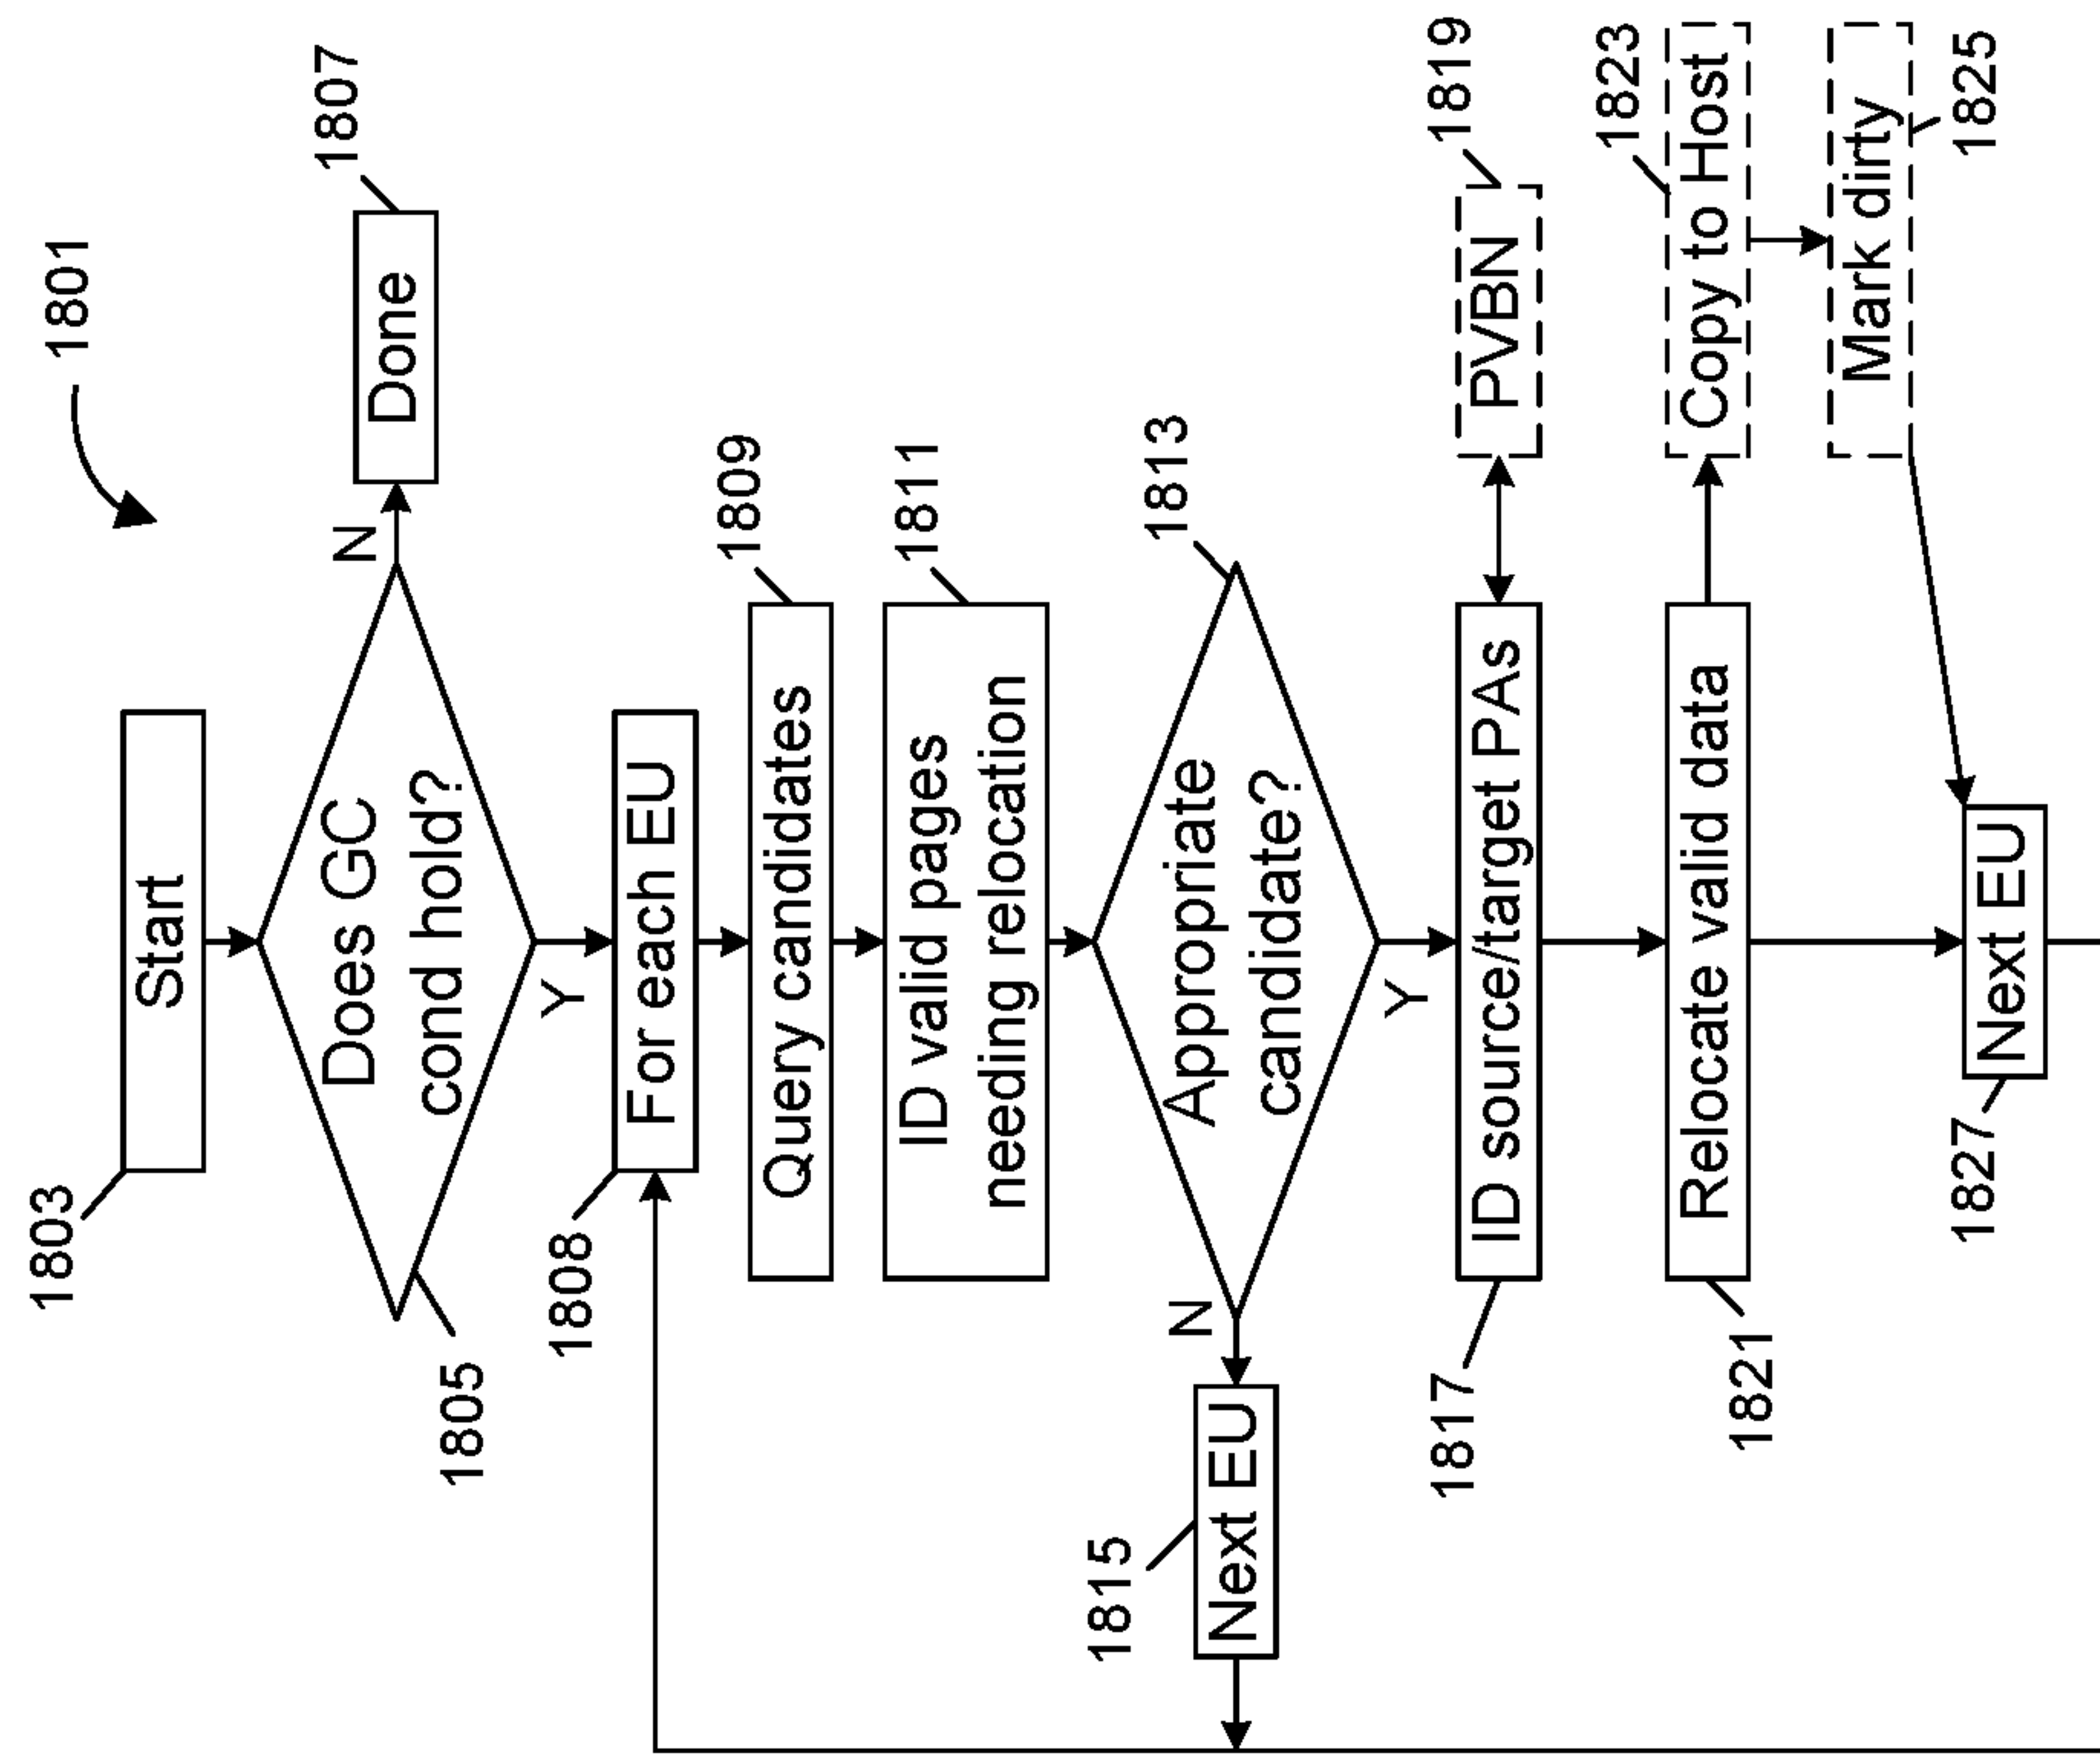 1801
1803
Start
1805
Does GC
cond hold?
N
1807
Done
Y
1808
For each EU
1809
Query candidates
1811
ID valid pages
needing relocation
1813
Appropriate
candidate?
N
1815
Next EU
Y
1817
ID source/target PAs
1819
PVBN
1821
Relocate valid data
1823
Copy to Host
1825
Mark dirty
1827
Next EU